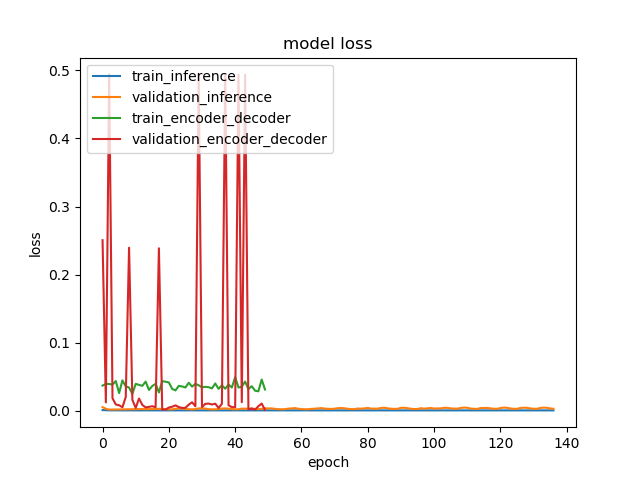 model loss
train_inference
validation_inference
train_encoder_decoder
validation_encoder_decoder
loss
0.5
0.4
0.3
0.2
0.1
0.0
0 20 40 60 80 100 120 140
epoch